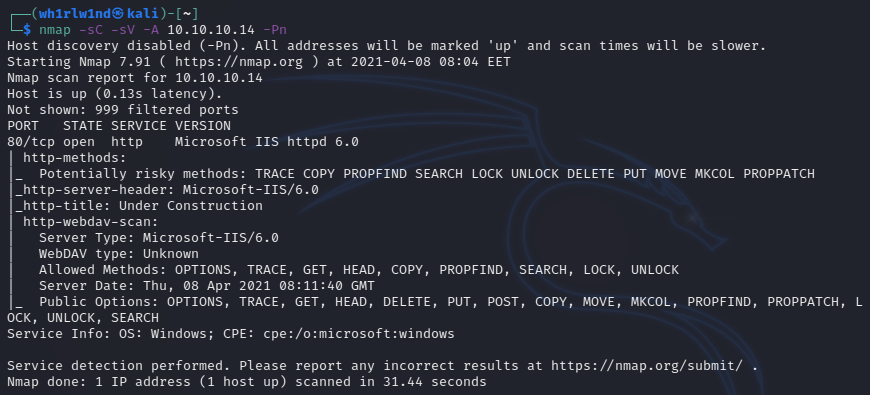 ┌──(wh1rlw1nd㉿kali)-[~]
└─$ nmap -sC -sV -A 10.10.10.14 -Pn
Host discovery disabled (-Pn). All addresses will be marked 'up' and scan times will be slower.
Starting Nmap 7.91 ( https://nmap.org ) at 2021-04-08 08:04 EET
Nmap scan report for 10.10.10.14
Host is up (0.13s latency).
Not shown: 999 filtered ports
PORT   STATE SERVICE VERSION
80/tcp open  http    Microsoft IIS httpd 6.0
| http-methods:
|_  Potentially risky methods: TRACE COPY PROPFIND SEARCH LOCK UNLOCK DELETE PUT MOVE MKCOL PROPPATCH
|_http-server-header: Microsoft-IIS/6.0
|_http-title: Under Construction
| http-webdav-scan:
|   Server Type: Microsoft-IIS/6.0
|   WebDAV type: Unknown
|   Allowed Methods: OPTIONS, TRACE, GET, HEAD, COPY, PROPFIND, SEARCH, LOCK, UNLOCK
|   Server Date: Thu, 08 Apr 2021 08:11:40 GMT
|_  Public Options: OPTIONS, TRACE, GET, HEAD, DELETE, PUT, POST, COPY, MOVE, MKCOL, PROPFIND, PROPPATCH, L
OCK, UNLOCK, SEARCH
Service Info: OS: Windows; CPE: cpe:/o:microsoft:windows

Service detection performed. Please report any incorrect results at https://nmap.org/submit/ .
Nmap done: 1 IP address (1 host up) scanned in 31.44 seconds